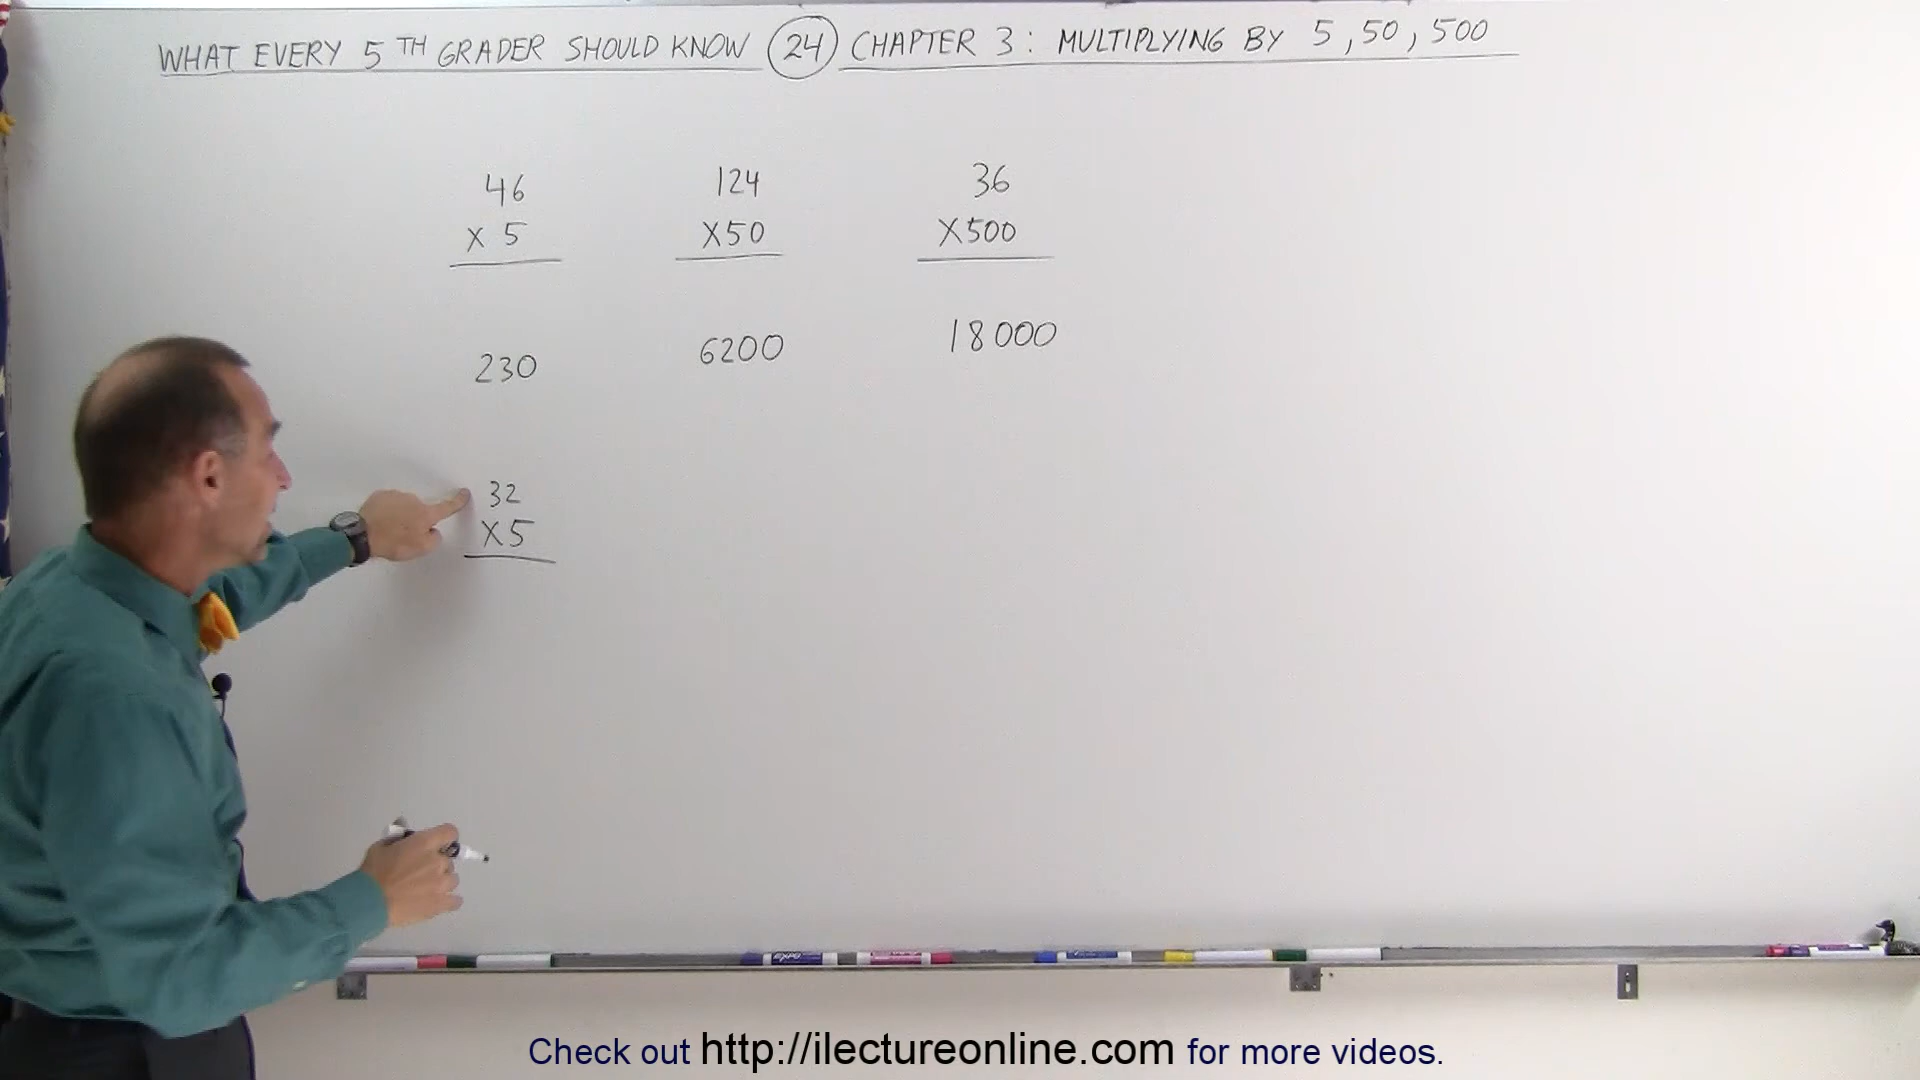 WHAT EVERY 5TH GRADER SHOULD KNOW 24 CHAPTER 3: MULTIPLYING BY 5, 50, 500
46 124 36
X 5 X50 X500
230 6200 18000
32
X5
Check out http://ilectureonline.com for more videos.